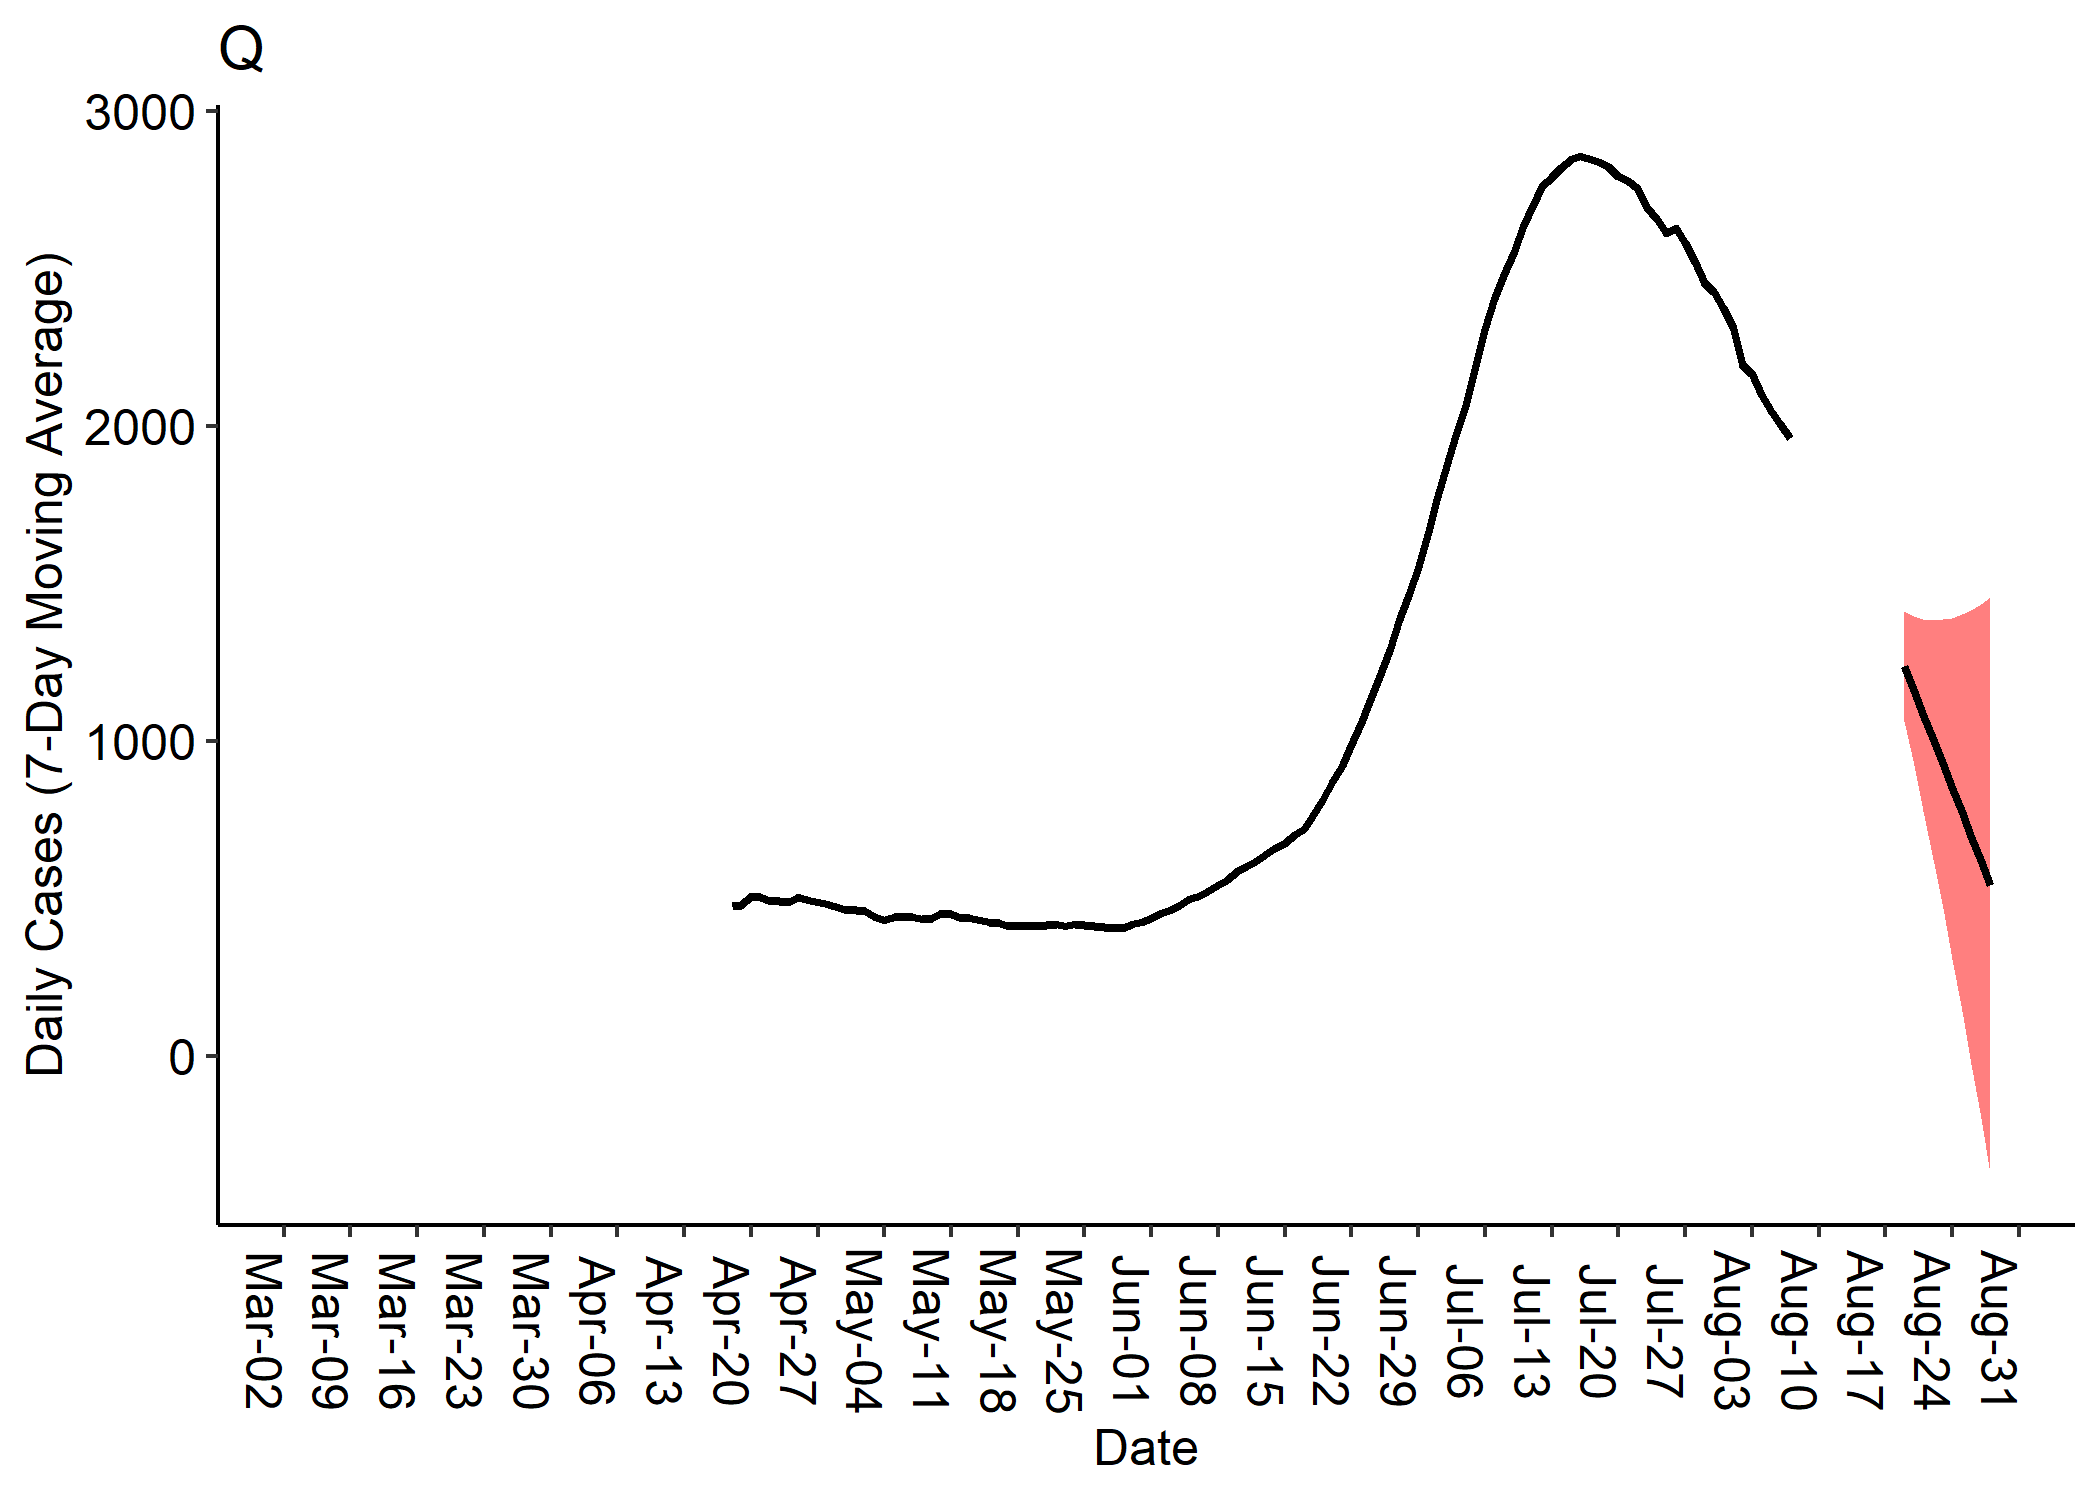 Q
Daily Cases (7-Day Moving Average)
3000
2000
1000
0
Mar-02
Mar-09
Mar-16
Mar-23
Mar-30
Apr-06
Apr-13
Apr-20
Apr-27
May-04
May-11
May-18
May-25
Jun-01
Jun-08
Jun-15
Jun-22
Jun-29
Jul-06
Jul-13
Jul-20
Jul-27
Aug-03
Aug-10
Aug-17
Aug-24
Aug-31
Date